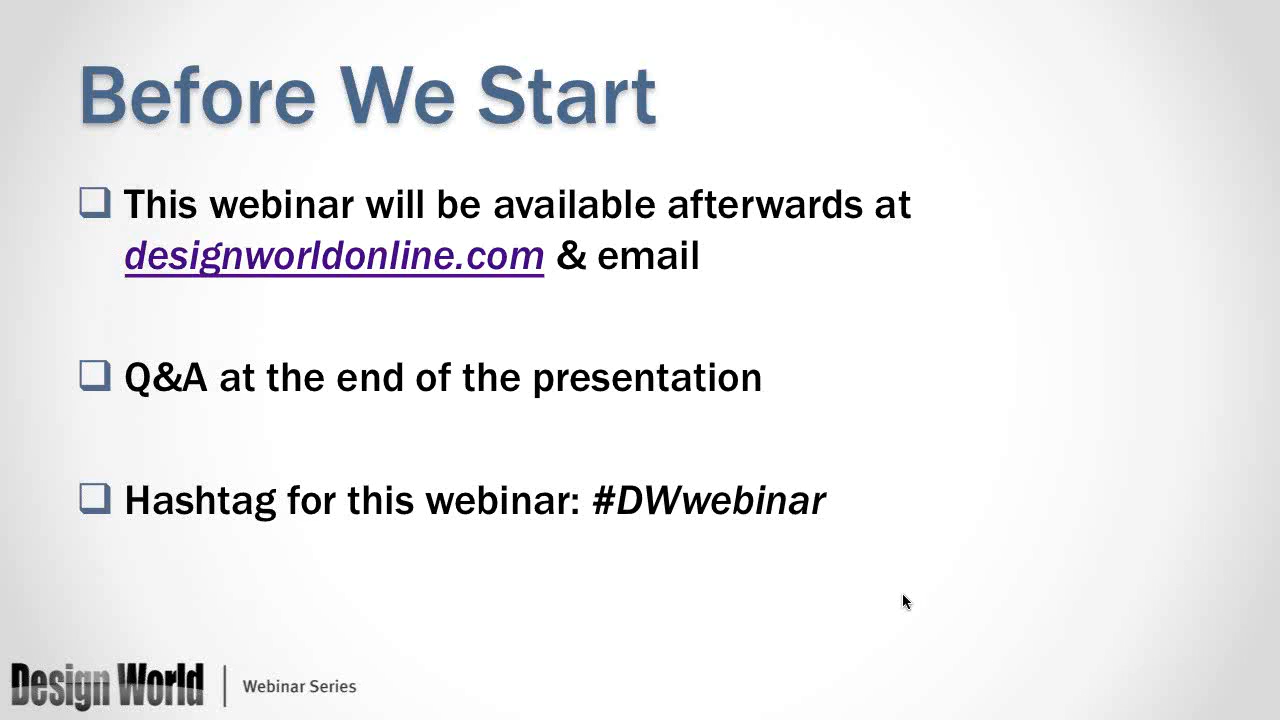 Before We Start
This webinar will be available afterwards at
designworldonline.com & email
Q&A at the end of the presentation
Hashtag for this webinar: #DWwebinar
Design World | Webinar Series